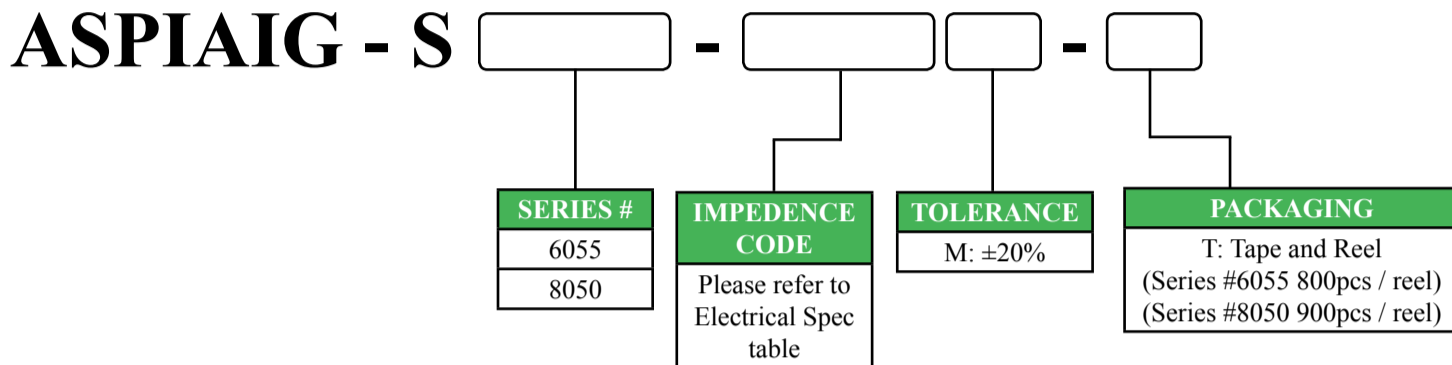 ASPIAIG - S - -
SERIES #
6055
8050
IMPEDENCE
CODE
Please refer to
Electrical Spec
table
TOLERANCE
M: ±20%
PACKAGING
T: Tape and Reel
(Series #6055 800pcs / reel)
(Series #8050 900pcs / reel)